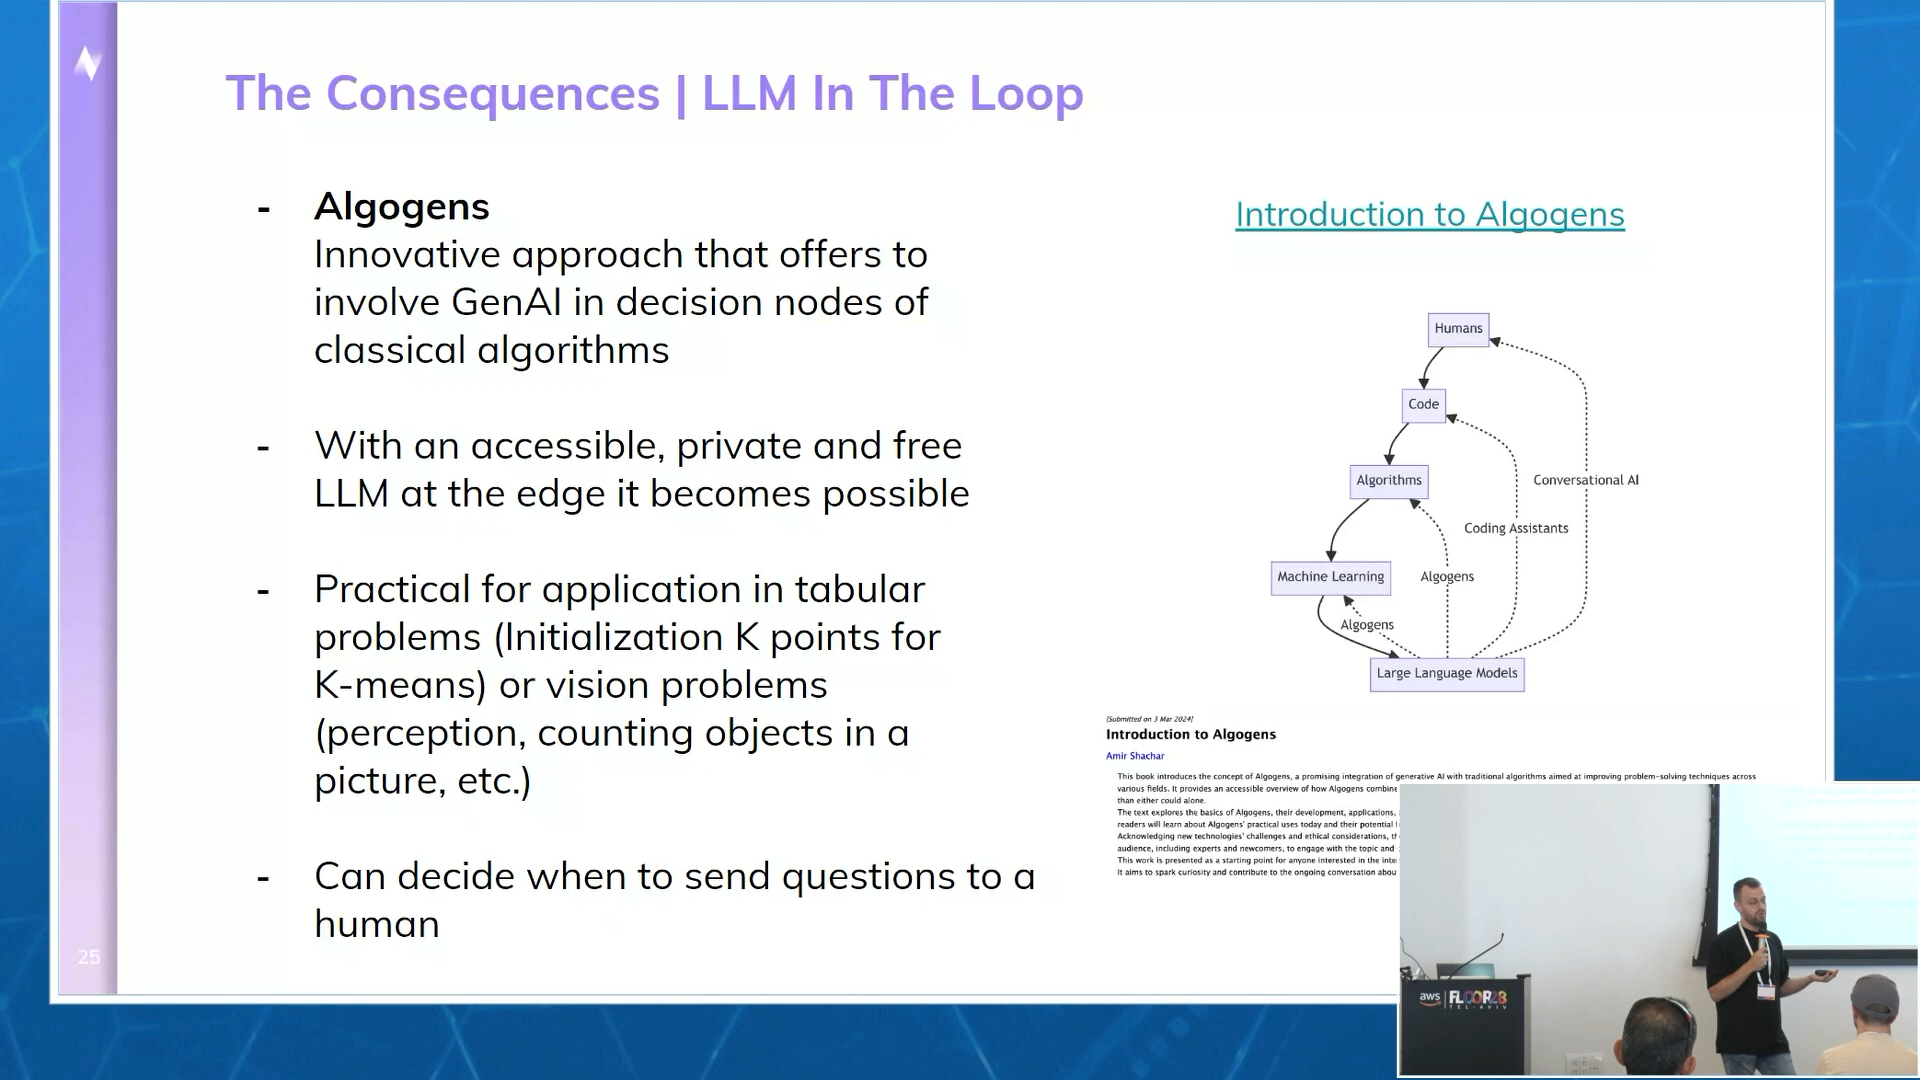 The Consequences | LLM In The Loop
- Algogens
Innovative approach that offers to
involve GenAI in decision nodes of
classical algorithms
- With an accessible, private and free
LLM at the edge it becomes possible
- Practical for application in tabular
problems (Initialization K points for
K-means) or vision problems
(perception, counting objects in a
picture, etc.)
- Can decide when to send questions to a
human
25
Introduction to Algogens
Humans
Code
Algorithms
Conversational AI
Coding Assistants
Machine Learning
Algogens
Algogens
Large Language Models
[Submitted on 3 Mar 2024]
Introduction to Algogens
Amir Shachar
This book introduces the concept of Algogens, a promising integration of generative AI with traditional algorithms aimed at improving problem-solving techniques across
various fields. It provides an accessible overview of how Algogens combine
than either could alone.
The text explores the basics of Algogens, their development, applications,
readers will learn about Algogens' practical uses today and their potential
Acknowledging new technologies' challenges and ethical considerations, th
audience, including experts and newcomers, to engage with the topic and
This work is presented as a starting point for anyone interested in the inte
It aims to spark curiosity and contribute to the ongoing conversation abou
aws | FLOOR28
TEL-AVIV